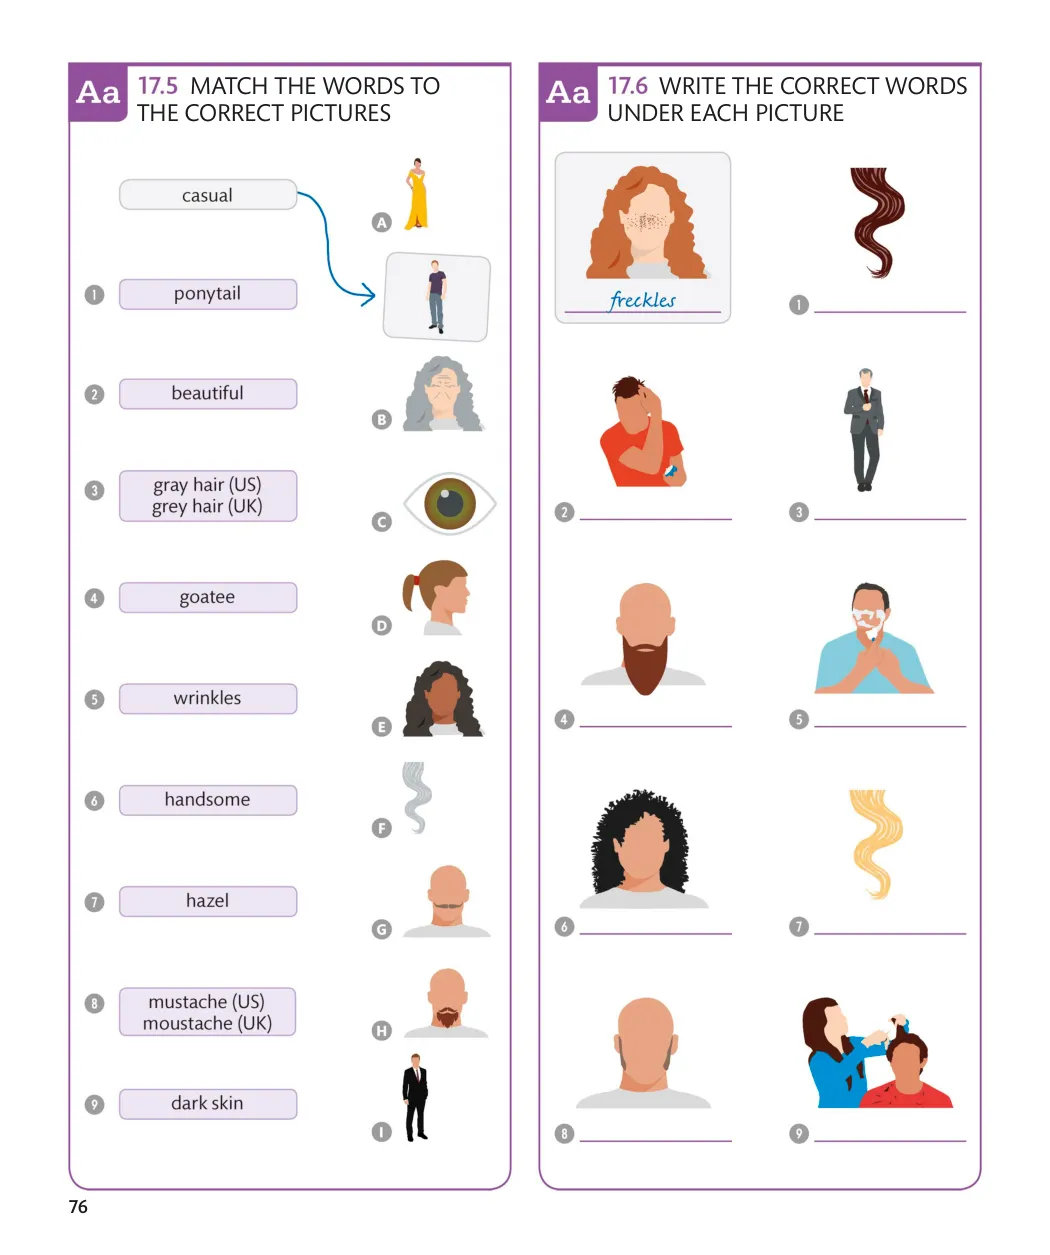 Aa 17.5 MATCH THE WORDS TO
THE CORRECT PICTURES
casual
A
1 ponytail
2 beautiful
B
3 gray hair (US)
grey hair (UK)
C
4 goatee
D
5 wrinkles
E
6 handsome
F
7 hazel
G
8 mustache (US)
moustache (UK)
H
9 dark skin
I
Aa 17.6 WRITE THE CORRECT WORDS
UNDER EACH PICTURE
freckles
1
2
3
4
5
6
7
8
9
76